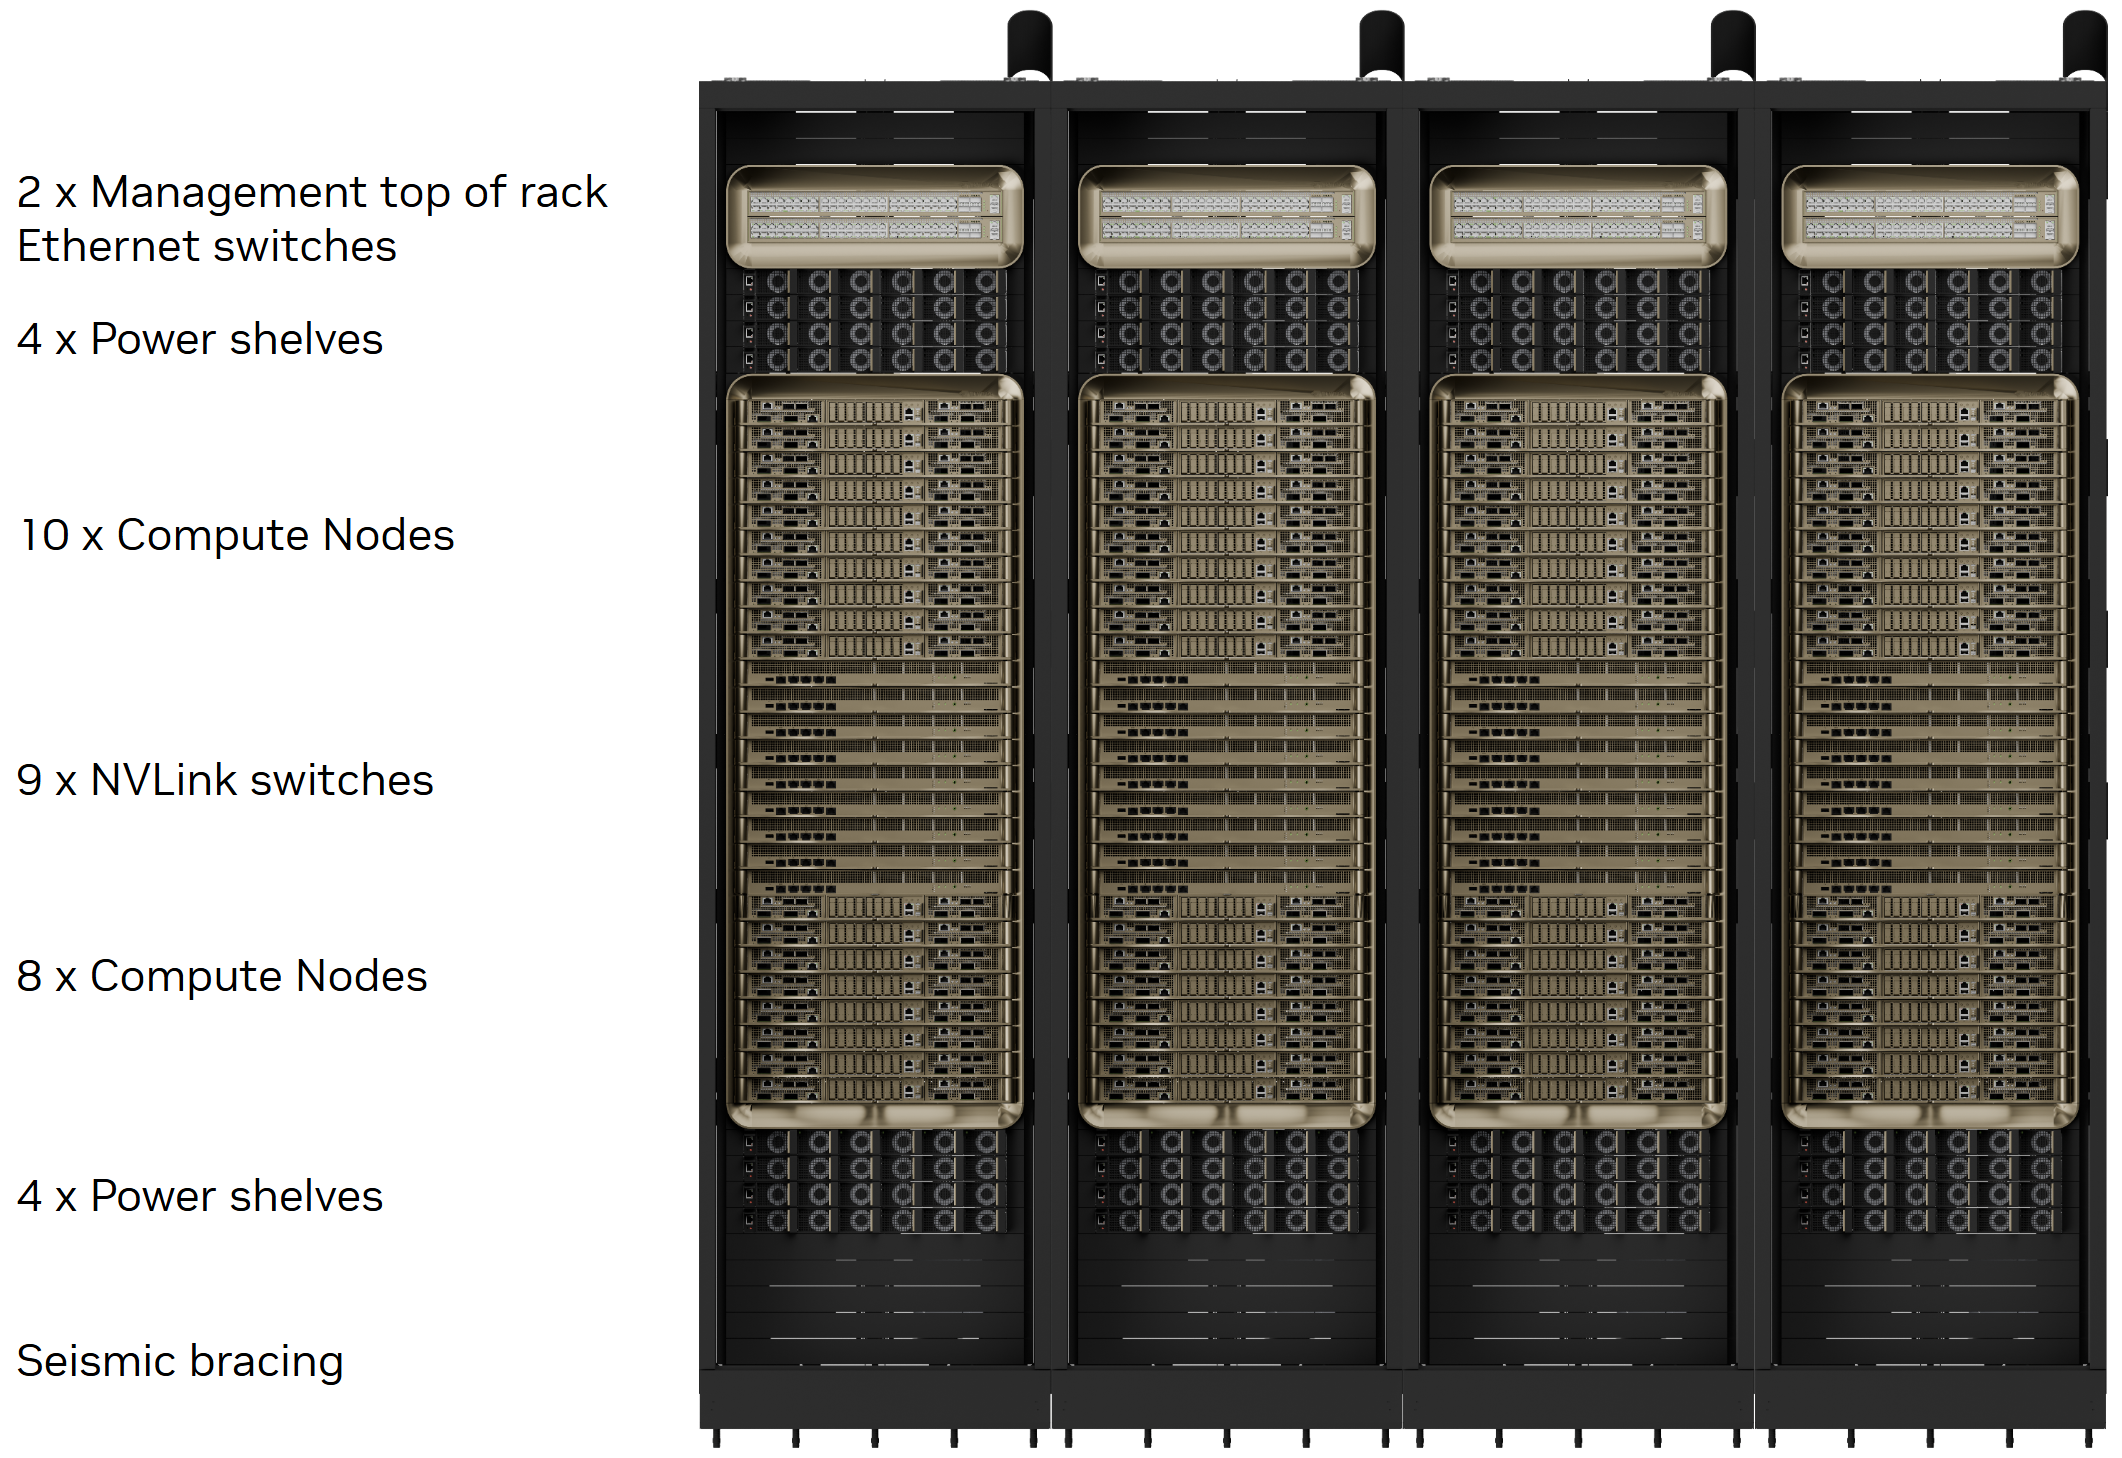 2 x Management top of rack
Ethernet switches
4 x Power shelves
10 x Compute Nodes
9 x NVLink switches
8 x Compute Nodes
4 x Power shelves
Seismic bracing